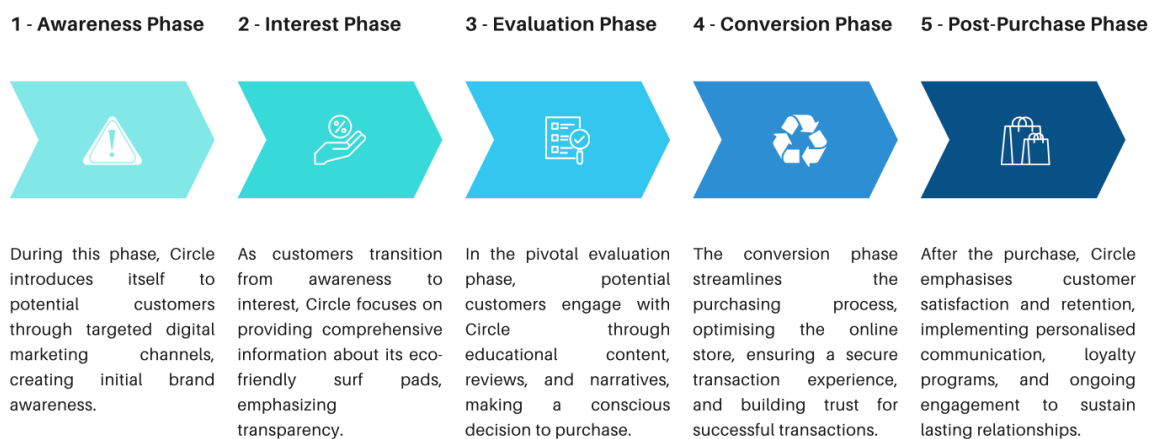 1 - Awareness Phase
2 - Interest Phase
3 - Evaluation Phase
4 - Conversion Phase
5 - Post-Purchase Phase
During this phase, Circle
introduces itself to
potential customers
through targeted digital
marketing channels,
creating initial brand
awareness.
As customers transition
from awareness to
interest, Circle focuses on
providing comprehensive
information about its eco-
friendly surf pads,
emphasizing
transparency.
In the pivotal evaluation
phase, potential
customers engage with
Circle through
educational content,
reviews, and narratives,
making a conscious
decision to purchase.
The conversion phase
streamlines the
purchasing process,
optimising the online
store, ensuring a secure
transaction experience,
and building trust for
successful transactions.
After the purchase, Circle
emphasises customer
satisfaction and retention,
implementing personalised
communication, loyalty
programs, and ongoing
engagement to sustain
lasting relationships.